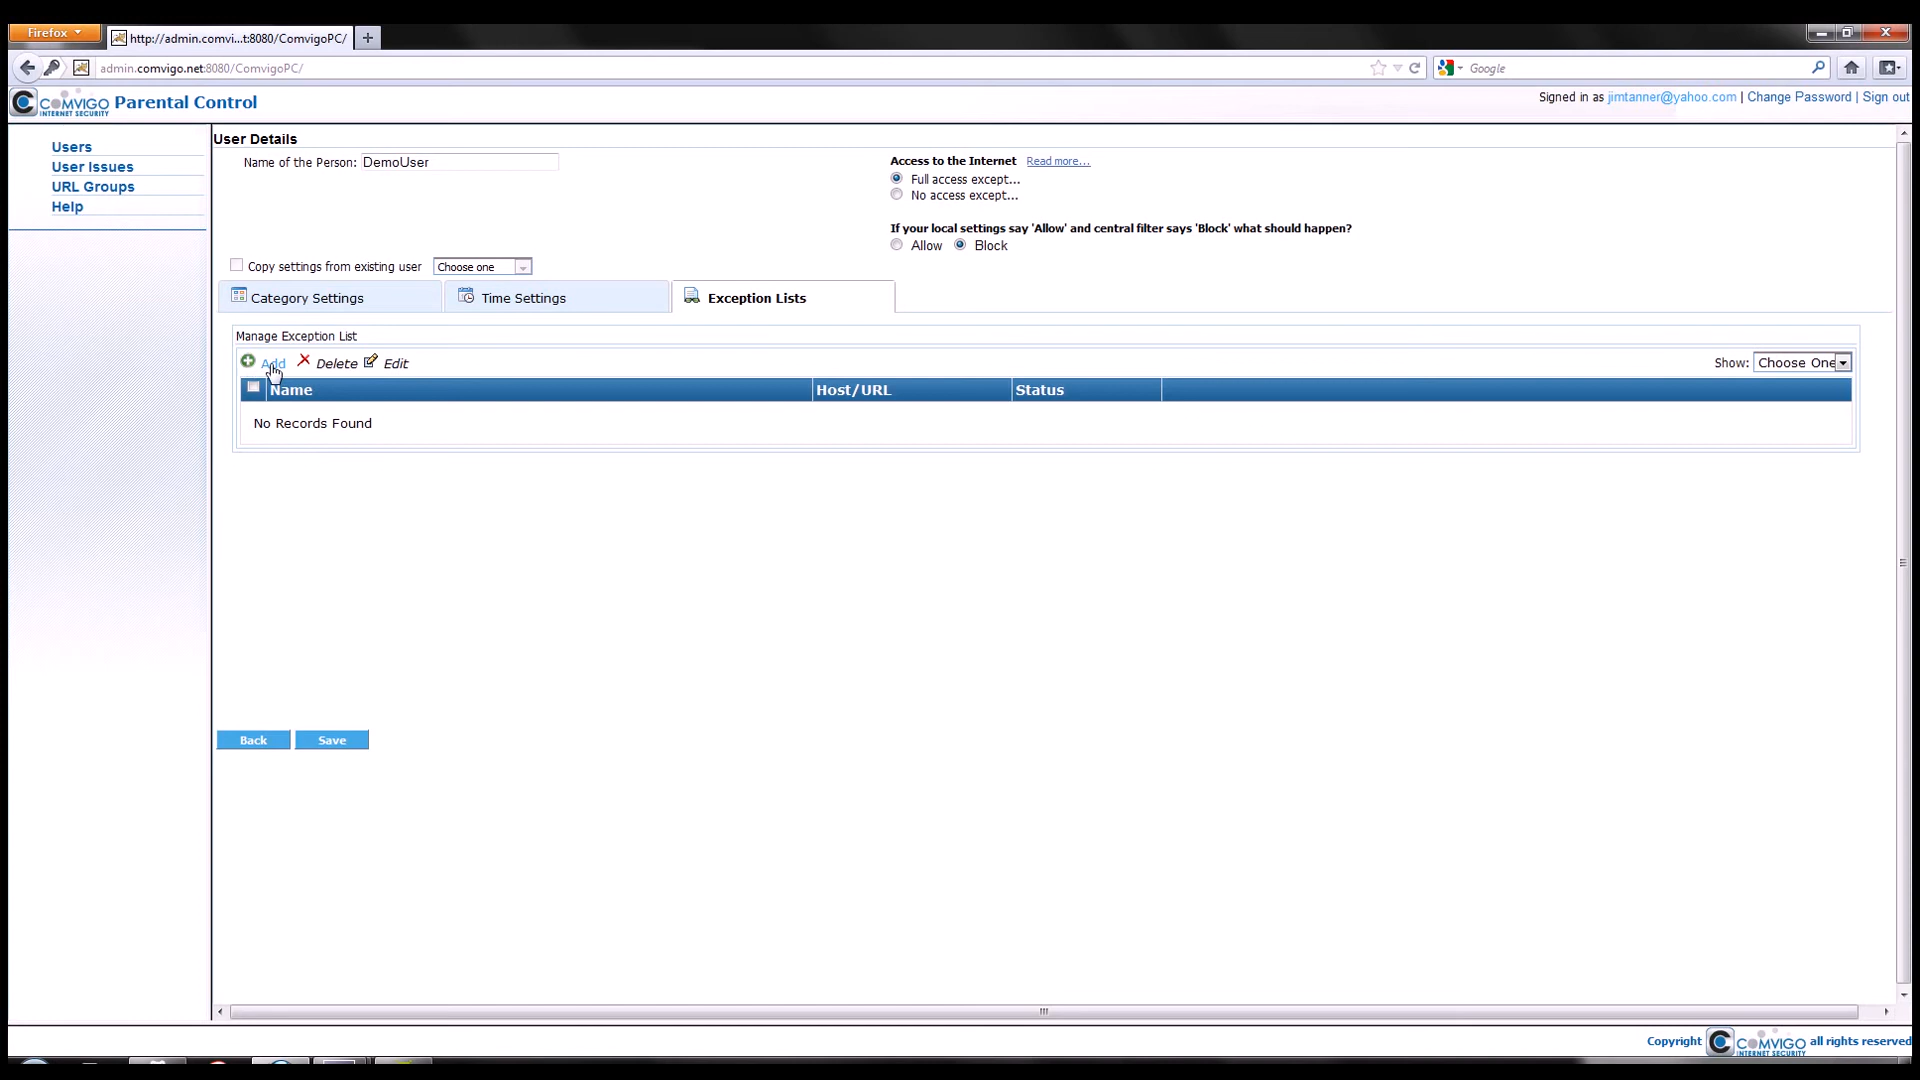 Firefox
http://admin.comvi...t:8080/ComvigoPC/
admin.comvigo.net:8080/ComvigoPC/
Google
COMVIGO
INTERNET SECURITY
Parental Control
Signed in as jimtanner@yahoo.com | Change Password | Sign out
Users
User Issues
URL Groups
Help
User Details
Name of the Person: DemoUser
Access to the Internet Read more...
Full access except...
No access except...
If your local settings say 'Allow' and central filter says 'Block' what should happen?
Allow Block
Copy settings from existing user Choose one
Category Settings Time Settings Exception Lists
Manage Exception List
Add Delete Edit Show: Choose One
Name Host/URL Status
No Records Found
Back Save
Copyright COMVIGO all rights reserved
INTERNET SECURITY